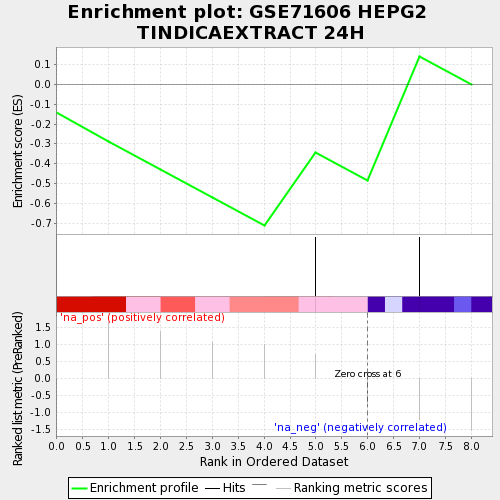 Enrichment plot: GSE71606 HEPG2
TINDICAEXTRACT 24H
Enrichment score (ES)
0.1
0.0
-0.1
-0.2
-0.3
-0.4
-0.5
-0.6
-0.7
Ranked list metric (PreRanked)
1.5
1.0
0.5
0.0
-0.5
-1.0
-1.5
'na_pos' (positively correlated)
Zero cross at 6
'na_neg' (negatively correlated)
0.0 0.5 1.0 1.5 2.0 2.5 3.0 3.5 4.0 4.5 5.0 5.5 6.0 6.5 7.0 7.5 8.0
Rank in Ordered Dataset
Enrichment profile Hits Ranking metric scores